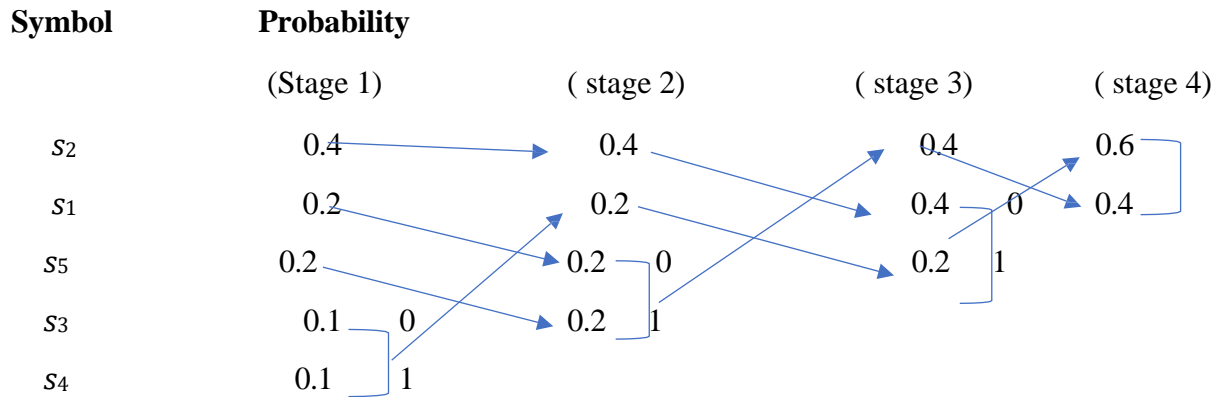 Symbol Probability
(Stage 1) ( stage 2) ( stage 3) ( stage 4)
s2 0.4 0.4 0.4 0.6
s1 0.2 0.2 0.4 0 0.4
s5 0.2 0.2 0 0.2 1
s3 0.1 0 0.2 1
s4 0.1 1